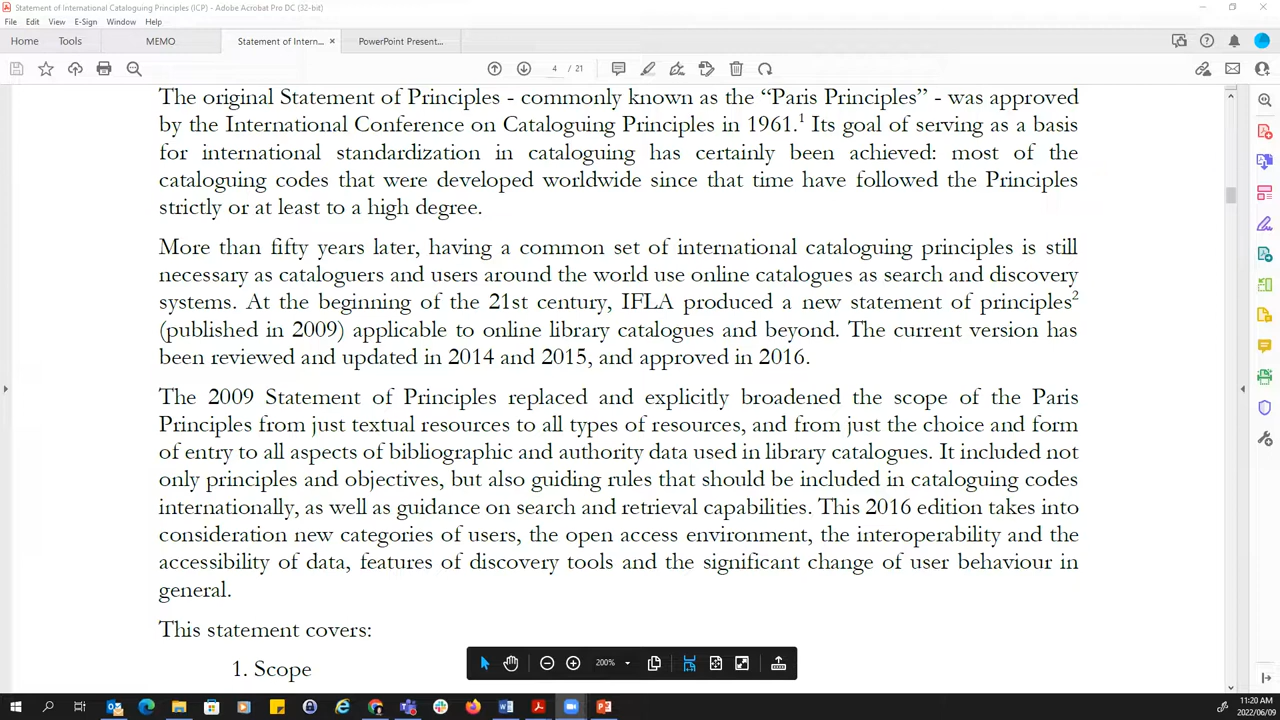 Statement of International Cataloguing Principles (ICP) - Adobe Acrobat Pro DC (32-bit)
File Edit View E-Sign Window Help
Home Tools MEMO Statement of Intern... × PowerPoint Present...
4 / 21
The original Statement of Principles - commonly known as the “Paris Principles” - was approved
by the International Conference on Cataloguing Principles in 1961.1 Its goal of serving as a basis
for international standardization in cataloguing has certainly been achieved: most of the
cataloguing codes that were developed worldwide since that time have followed the Principles
strictly or at least to a high degree.
More than fifty years later, having a common set of international cataloguing principles is still
necessary as cataloguers and users around the world use online catalogues as search and discovery
systems. At the beginning of the 21st century, IFLA produced a new statement of principles2
(published in 2009) applicable to online library catalogues and beyond. The current version has
been reviewed and updated in 2014 and 2015, and approved in 2016.
The 2009 Statement of Principles replaced and explicitly broadened the scope of the Paris
Principles from just textual resources to all types of resources, and from just the choice and form
of entry to all aspects of bibliographic and authority data used in library catalogues. It included not
only principles and objectives, but also guiding rules that should be included in cataloguing codes
internationally, as well as guidance on search and retrieval capabilities. This 2016 edition takes into
consideration new categories of users, the open access environment, the interoperability and the
accessibility of data, features of discovery tools and the significant change of user behaviour in
general.
This statement covers:
1. Scope
200%
11:20 AM
2022/06/09